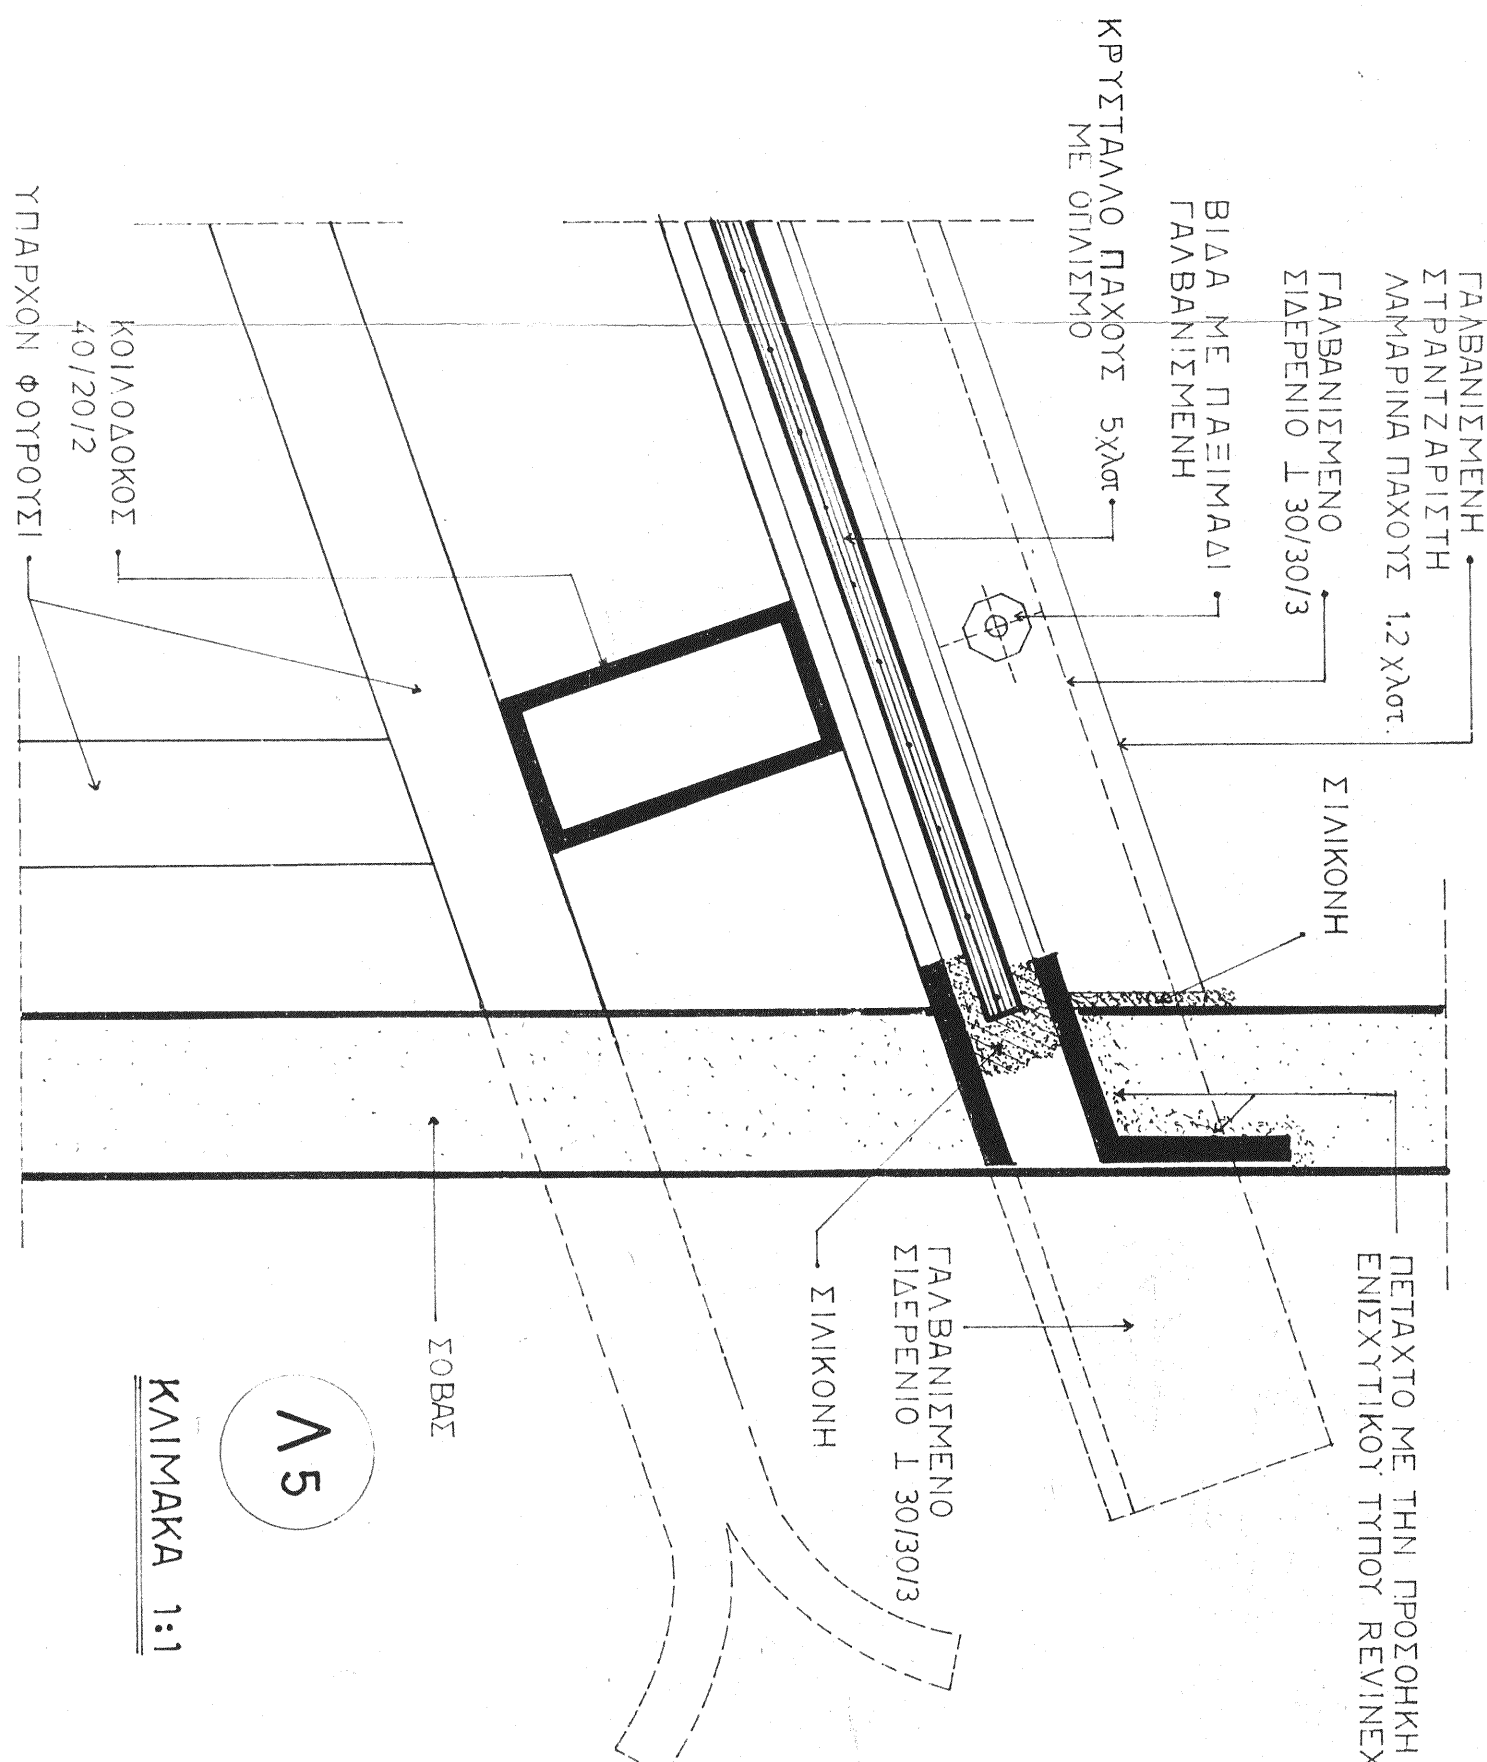 ΓΑΛΒΑΝΙΣΜΕΝΗ
ΣΤΡΑΝΤΖΑΡΙΣΤΗ
ΛΑΜΑΡΙΝΑ ΠΑΧΟΥΣ 1.2 χλστ.
ΓΑΛΒΑΝΙΣΜΕΝΟ
ΣΙΔΕΡΕΝΙΟ ⊥ 30/30/3
ΒΙΔΑ ΜΕ ΠΑΞΙΜΑΔΙ
ΓΑΛΒΑΝΙΣΜΕΝΗ
ΚΡΥΣΤΑΛΛΟ ΠΑΧΟΥΣ 5χλστ
ΜΕ ΟΠΛΙΣΜΟ
ΚΟΙΛΟΔΟΚΟΣ
40/20/2
ΥΠΑΡΧΟΝ ΦΟΥΡΟΥΣΙ
ΣΙΛΙΚΟΝΗ
ΠΕΤΑΧΤΟ ΜΕ ΤΗΝ ΠΡΟΣΘΗΚΗ
ΕΝΙΣΧΥΤΙΚΟΥ ΤΥΠΟΥ REVINEX
ΓΑΛΒΑΝΙΣΜΕΝΟ
ΣΙΔΕΡΕΝΙΟ ⊥ 30/30/3
ΣΙΛΙΚΟΝΗ
ΣΟΒΑΣ
Λ5
ΚΛΙΜΑΚΑ 1:1